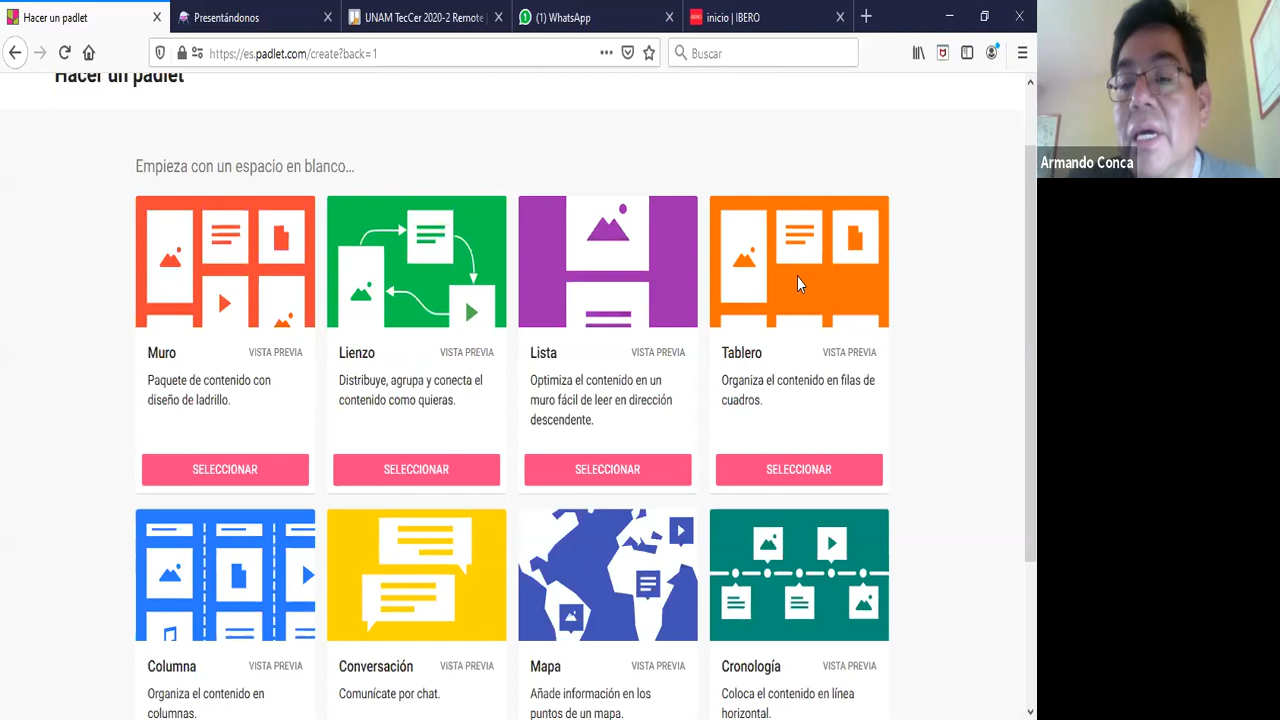 Hacer un padlet
Presentándonos
UNAM TecCer 2020-2 Remote
(1) WhatsApp
inicio | IBERO
https://es.padlet.com/create?back=1
Buscar
Hacer un padlet
Armando Conca
Empieza con un espacio en blanco...
Muro VISTA PREVIA
Paquete de contenido con
diseño de ladrillo.
SELECCIONAR
Lienzo VISTA PREVIA
Distribuye, agrupa y conecta el
contenido como quieras.
SELECCIONAR
Lista VISTA PREVIA
Optimiza el contenido en un
muro fácil de leer en dirección
descendente.
SELECCIONAR
Tablero VISTA PREVIA
Organiza el contenido en filas de
cuadros.
SELECCIONAR
Columna VISTA PREVIA
Organiza el contenido en
columnas.
Conversación VISTA PREVIA
Comunícate por chat.
Mapa VISTA PREVIA
Añade información en los
puntos de un mapa.
Cronología VISTA PREVIA
Coloca el contenido en línea
horizontal.